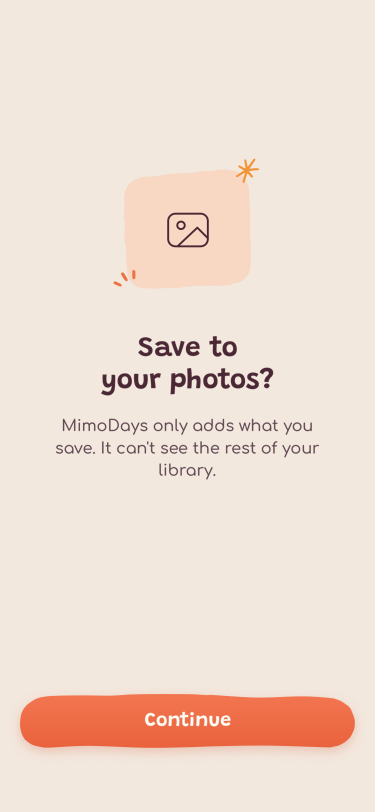 Save to
your photos?
MimoDays only adds what you
save. It can't see the rest of your
library.
Continue